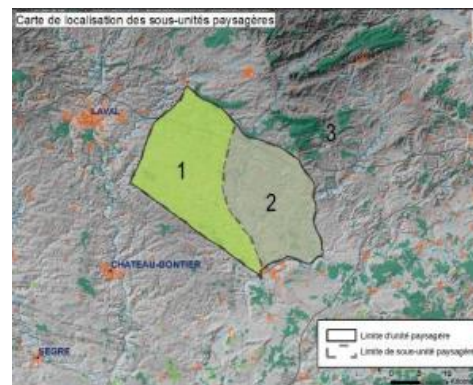 Carte de localisation des sous-unités paysagères
LAVAL
3
1
2
CHATEAU-GONTIER
SEGRE
Limite d'unité paysagère
Limite de sous-unité paysagère